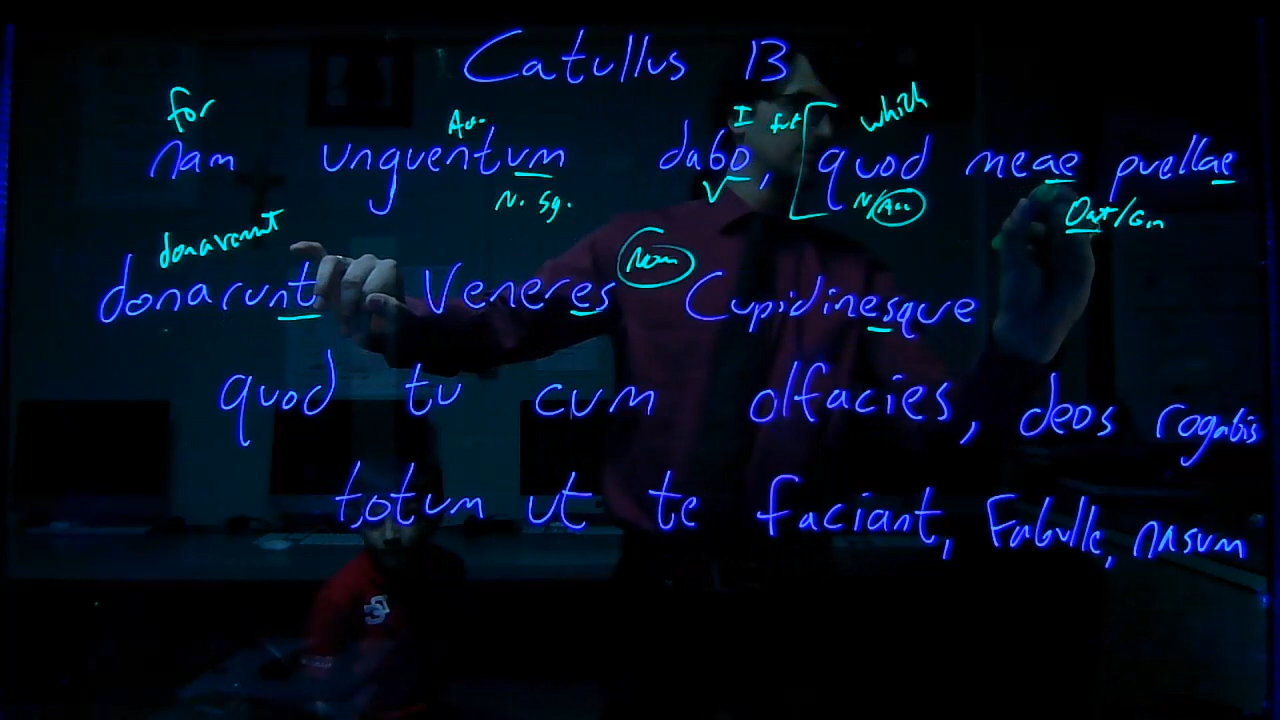 Catullus 13
for Acc. I fut which
nam unguentum dabo, [quod meae puellae
N. Sg. N/Acc Dat/Gen
donaverunt Nom
donarunt Veneres Cupidinesque
quod tu cum olfacies, deos rogabis
totum ut te faciant, Fabulle, nasum